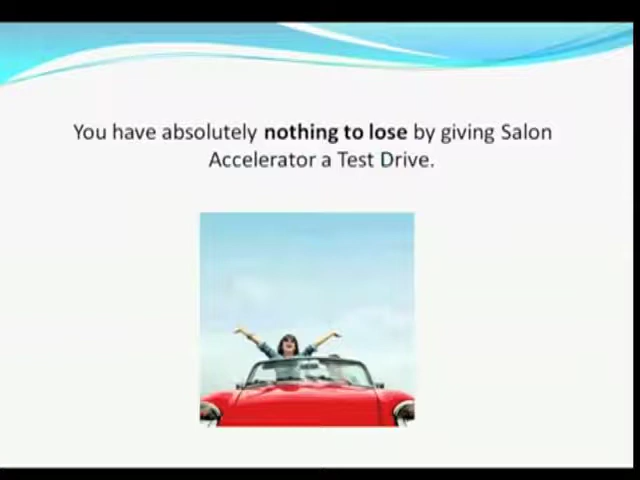 You have absolutely nothing to lose by giving Salon
Accelerator a Test Drive.